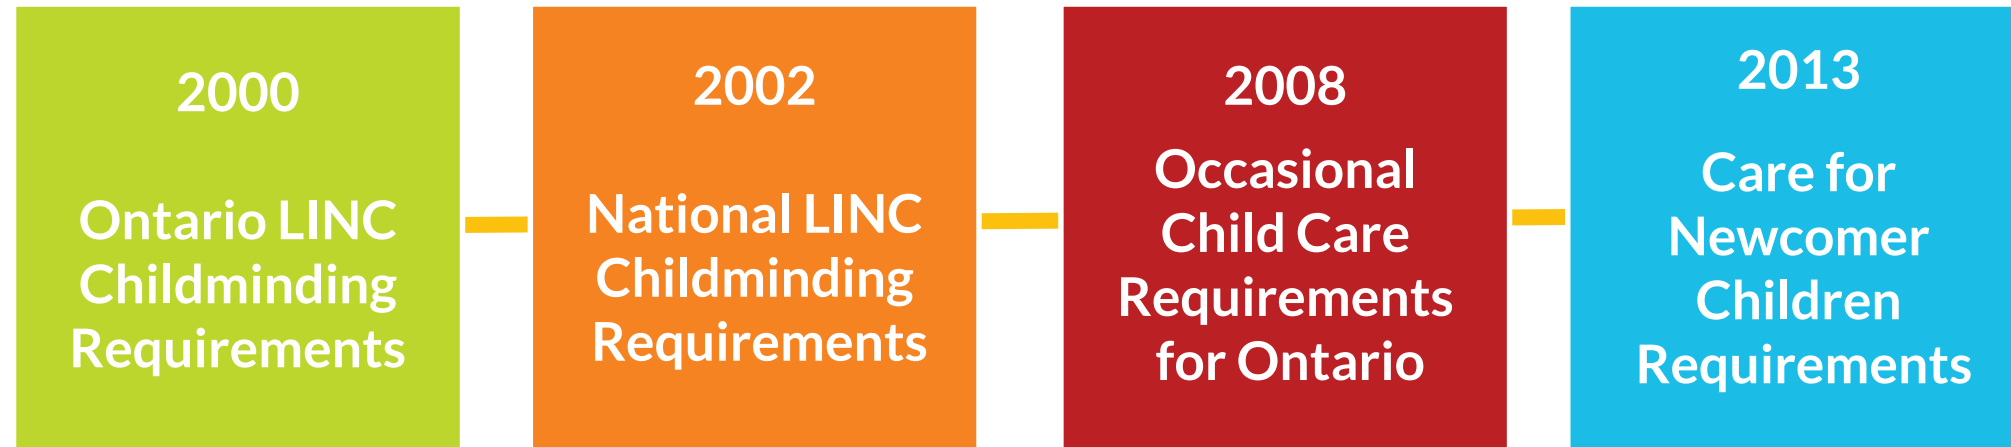 2000
Ontario LINC
Childminding
Requirements
2002
National LINC
Childminding
Requirements
2008
Occasional
Child Care
Requirements
for Ontario
2013
Care for
Newcomer
Children
Requirements